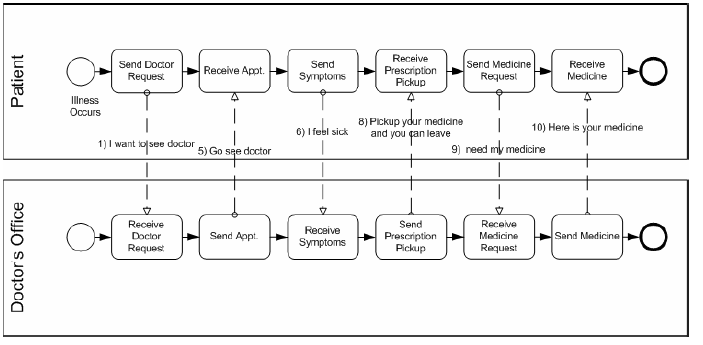 Patient
Send Doctor
Request
Receive Appt.
Send
Symptoms
Receive
Prescription
Pickup
Send Medicine
Request
Receive
Medicine
Illness
Occurs
1) I want to see doctor
5) Go see doctor
6) I feel sick
8) Pickup your medicine
and you can leave
9) need my medicine
10) Here is your medicine
Doctor's Office
Receive
Doctor
Request
Send Appt.
Receive
Symptoms
Send
Prescription
Pickup
Receive
Medicine
Request
Send Medicine